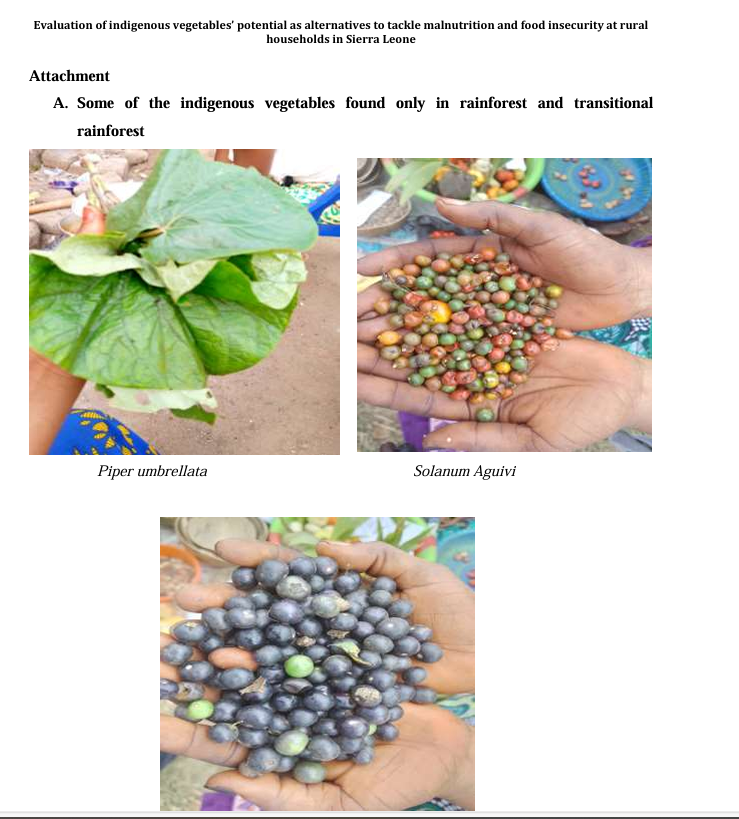 Evaluation of indigenous vegetables' potential as alternatives to tackle malnutrition and food insecurity at rural
households in Sierra Leone
Attachment
A. Some of the indigenous vegetables found only in rainforest and transitional
rainforest
Piper umbrellata
Solanum Aguivi